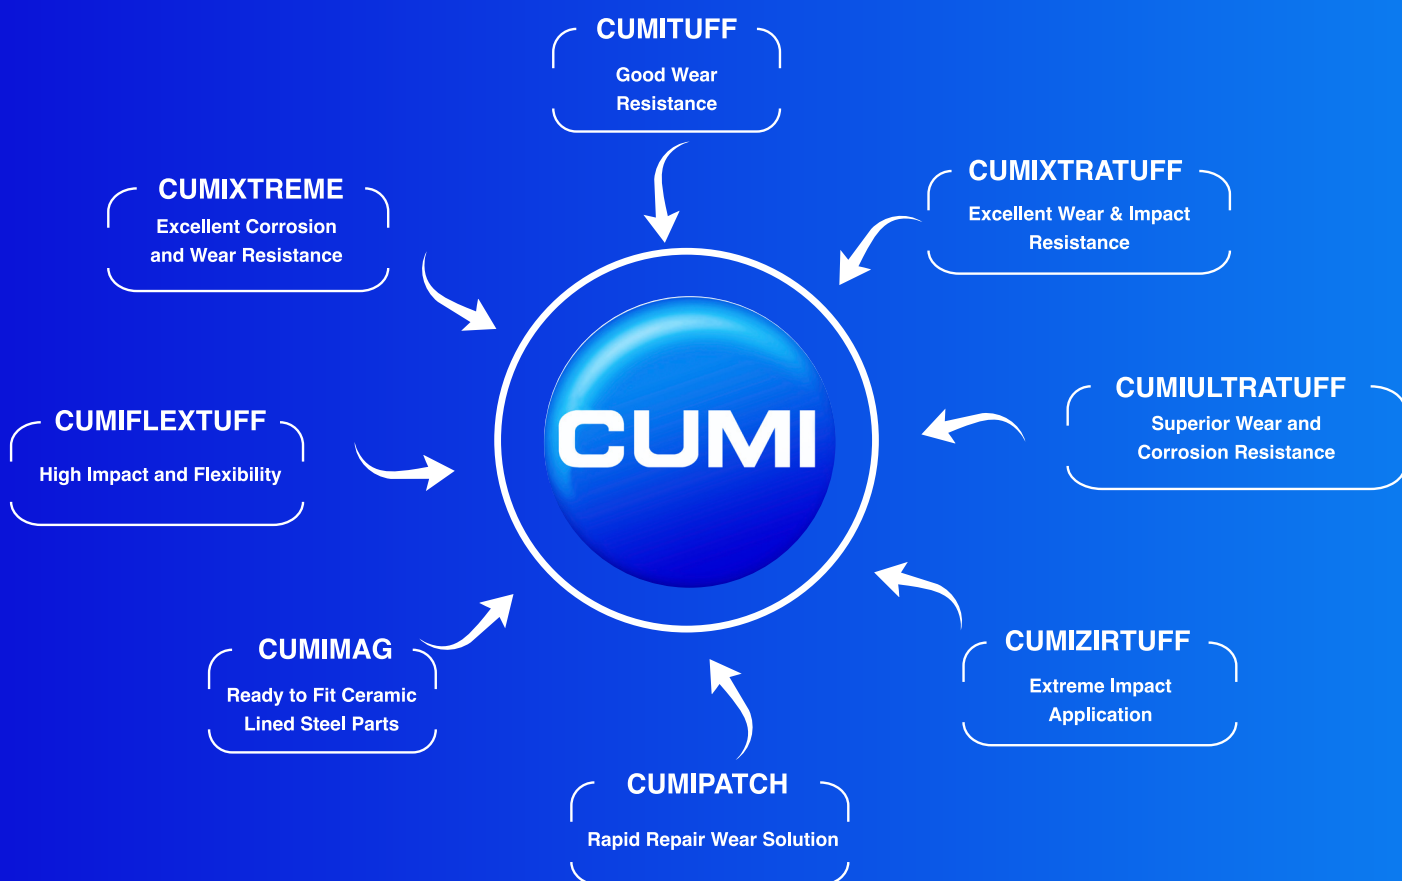 CUMITUFF
Good Wear
Resistance
CUMIXTRATUFF
Excellent Wear & Impact
Resistance
CUMIXTREME
Excellent Corrosion
and Wear Resistance
CUMIULTRATUFF
Superior Wear and
Corrosion Resistance
CUMIFLEXTUFF
High Impact and Flexibility
CUMI
CUMIZIRTUFF
Extreme Impact
Application
CUMIMAG
Ready to Fit Ceramic
Lined Steel Parts
CUMIPATCH
Rapid Repair Wear Solution